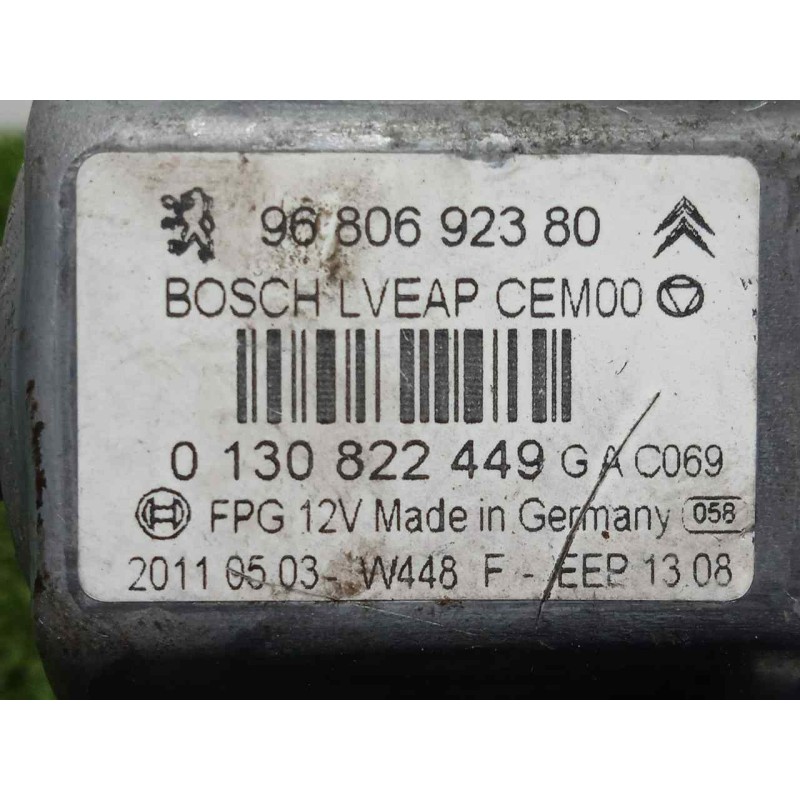 96 806 923 80
BOSCH LVEAP CEM00
0 130 822 449 G A C069
FPG 12V Made in Germany 058
2011 05 03- W448 F - EEP 13.08